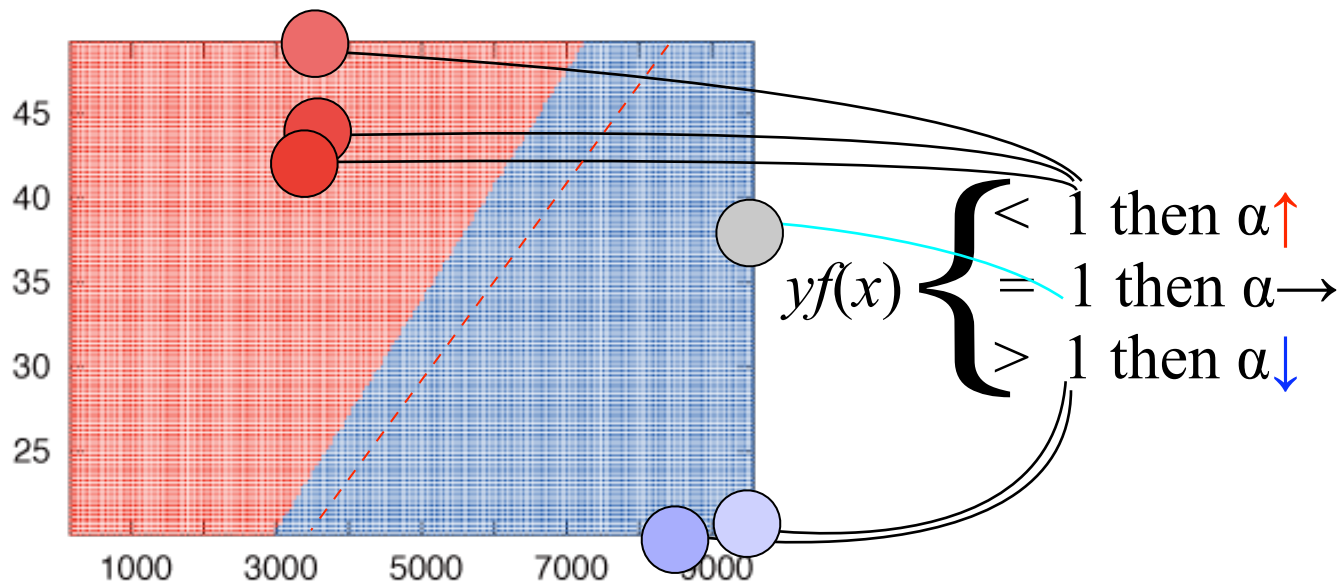 45
40
35
30
25
1000 3000 5000 7000 9000
yf(x) {
< 1 then α↑
= 1 then α→
> 1 then α↓